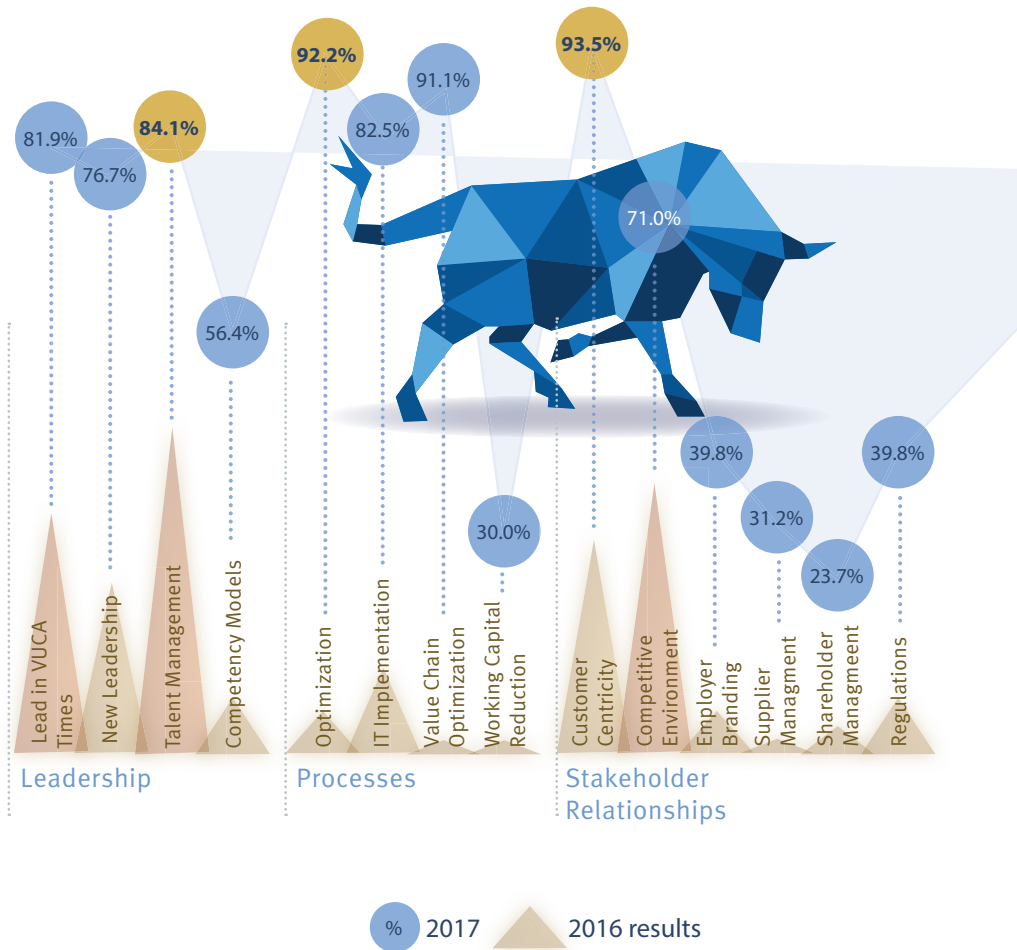 93.5%
92.2%
91.1%
84.1%
82.5%
81.9%
76.7%
71.0%
56.4%
39.8%
39.8%
31.2%
30.0%
23.7%
Lead in VUCA
Times
New Leadership
Talent Management
Competency Models
Optimization
IT Implementation
Value Chain
Optimization
Working Capital
Reduction
Customer
Centricity
Competitive
Environment
Employer
Branding
Supplier
Managment
Shareholder
Managmeent
Regulations
Leadership
Processes
Stakeholder
Relationships
% 2017
2016 results